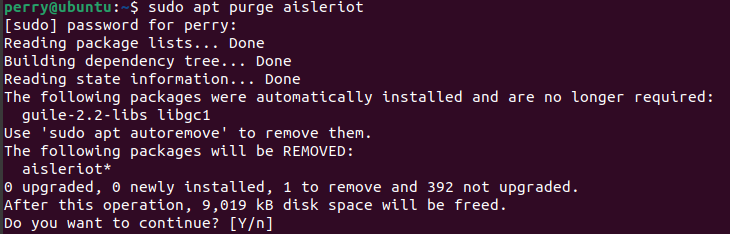 perry@ubuntu:~$ sudo apt purge aisleriot
[sudo] password for perry:
Reading package lists... Done
Building dependency tree... Done
Reading state information... Done
The following packages were automatically installed and are no longer required:
  guile-2.2-libs libgc1
Use 'sudo apt autoremove' to remove them.
The following packages will be REMOVED:
  aisleriot*
0 upgraded, 0 newly installed, 1 to remove and 392 not upgraded.
After this operation, 9,019 kB disk space will be freed.
Do you want to continue? [Y/n]